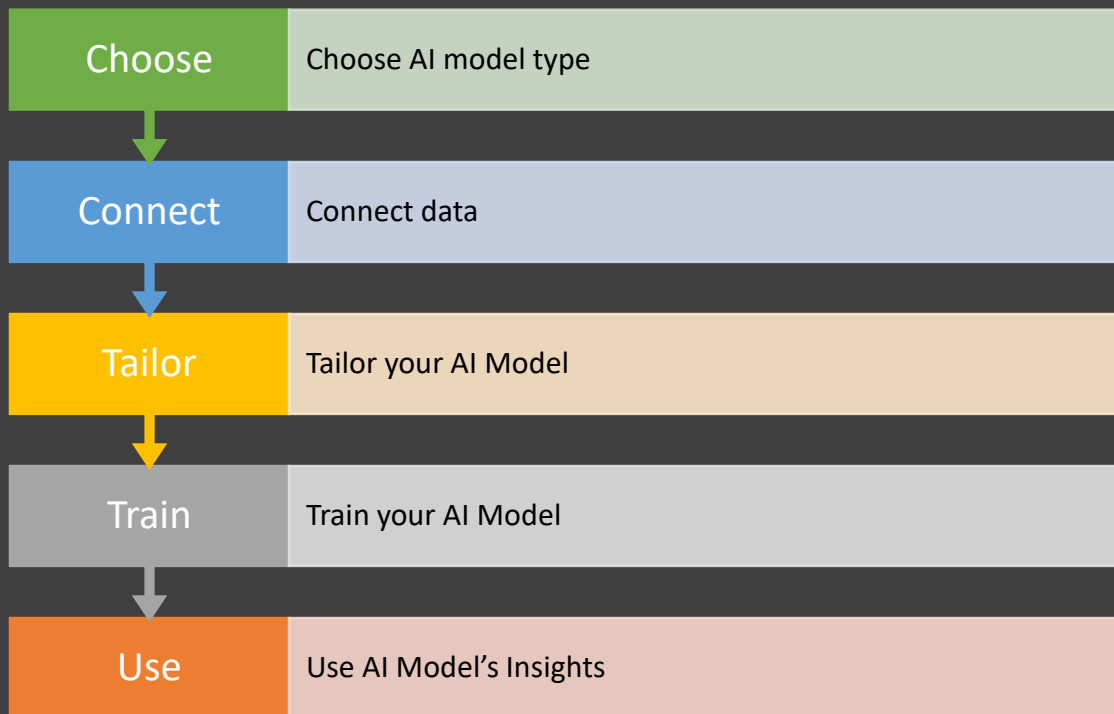 Choose
Choose AI model type
Connect
Connect data
Tailor
Tailor your AI Model
Train
Train your AI Model
Use
Use AI Model’s Insights